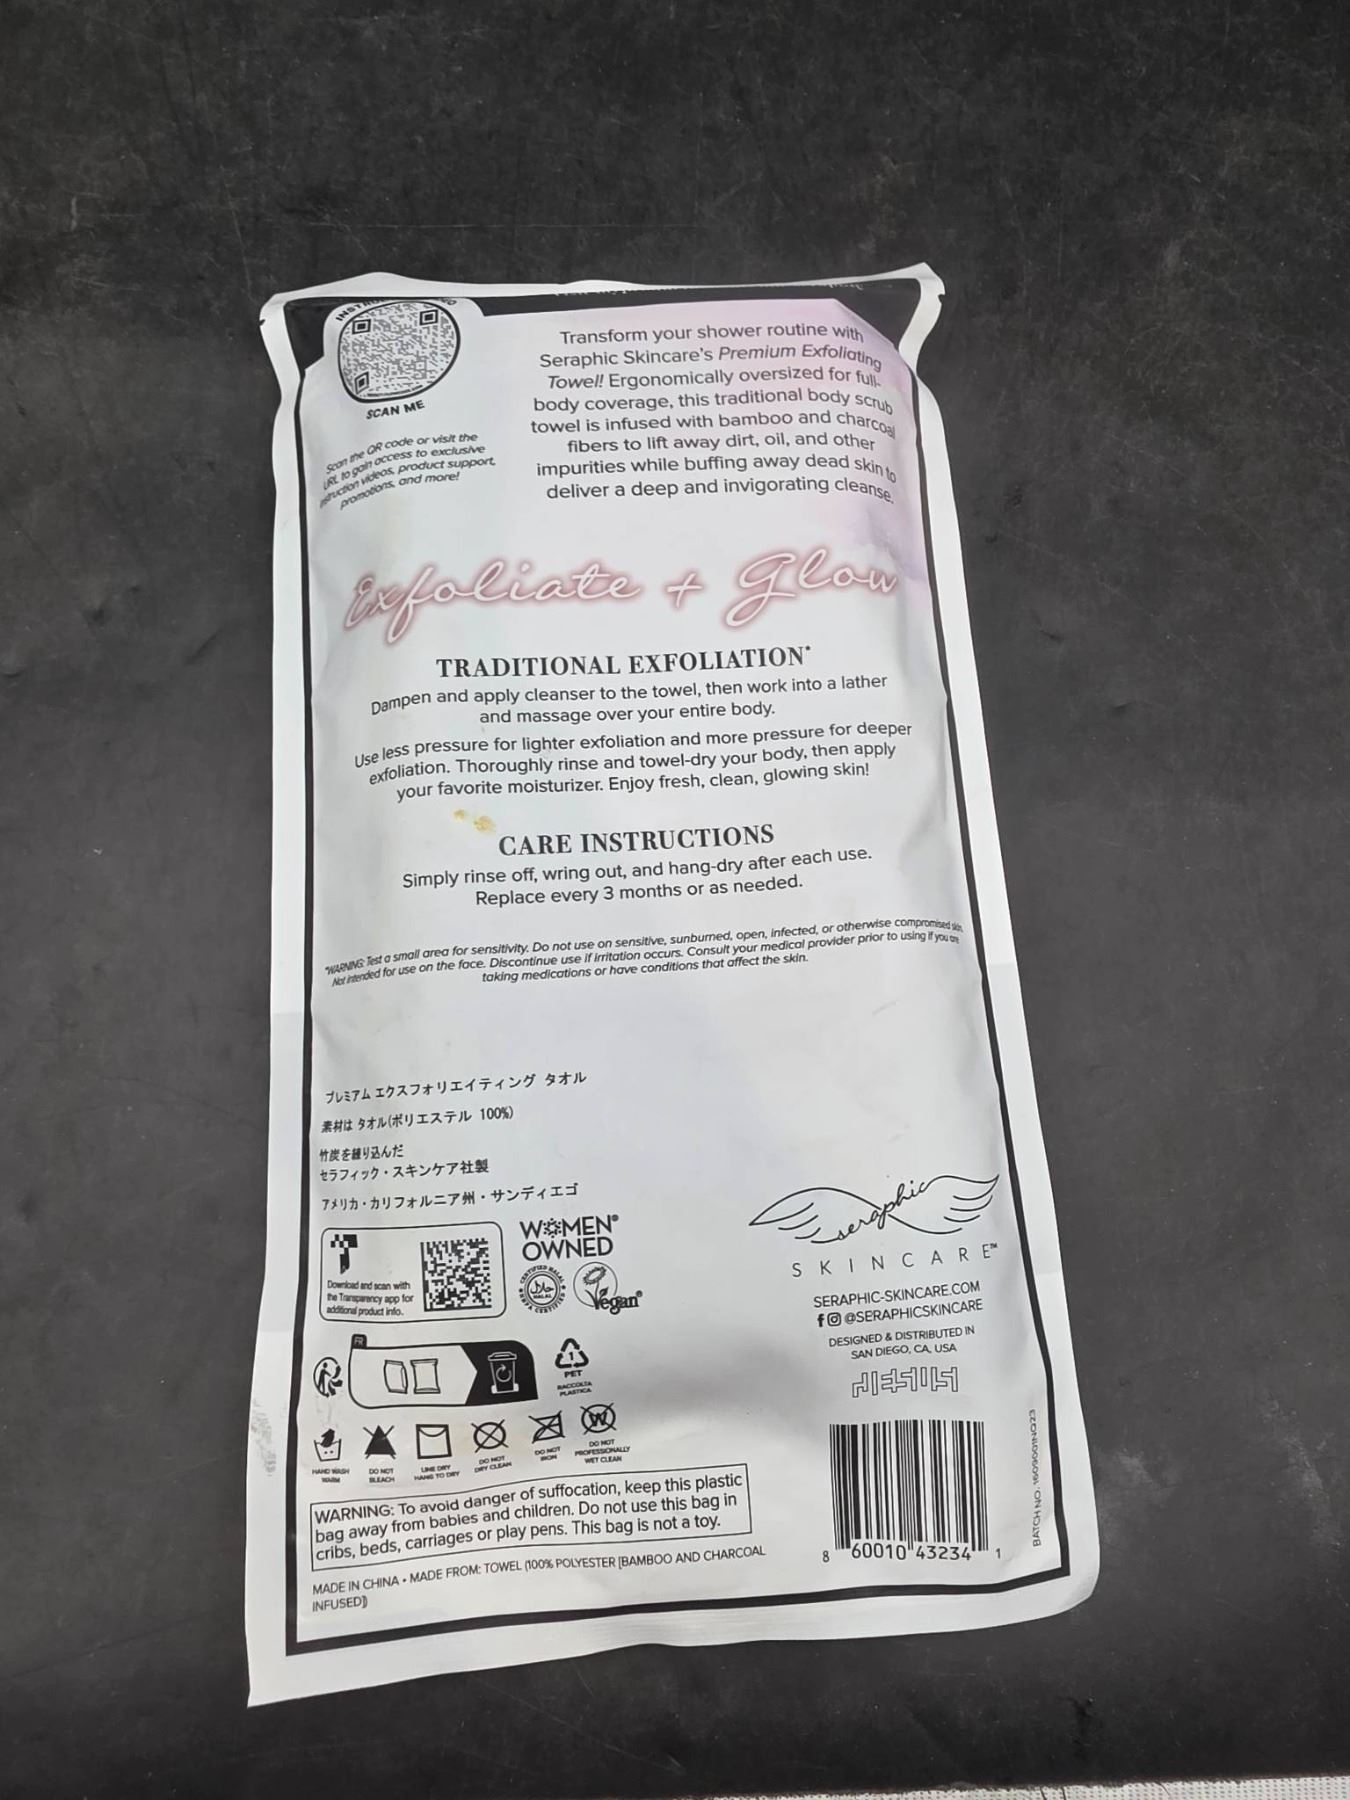 SCAN ME
Scan the QR code or visit the
URL to gain access to exclusive
instruction videos, product support,
promotions, and more!
Transform your shower routine with
Seraphic Skincare's Premium Exfoliating
Towel! Ergonomically oversized for full-
body coverage, this traditional body scrub
towel is infused with bamboo and charcoal
fibers to lift away dirt, oil, and other
impurities while buffing away dead skin to
deliver a deep and invigorating cleanse.
Exfoliate + Glow
TRADITIONAL EXFOLIATION*
Dampen and apply cleanser to the towel, then work into a lather
and massage over your entire body.
Use less pressure for lighter exfoliation and more pressure for deeper
exfoliation. Thoroughly rinse and towel-dry your body, then apply
your favorite moisturizer. Enjoy fresh, clean, glowing skin!
CARE INSTRUCTIONS
Simply rinse off, wring out, and hang-dry after each use.
Replace every 3 months or as needed.
*WARNING: Test a small area for sensitivity. Do not use on sensitive, sunburned, open, infected, or otherwise compromised skin.
Not intended for use on the face. Discontinue use if irritation occurs. Consult your medical provider prior to using if you are
taking medications or have conditions that affect the skin.
プレミアム エクスフォリエイティング タオル
素材は タオル(ポリエステル 100%)
竹炭を練り込んだ
セラフィック・スキンケア社製
アメリカ・カリフォルニア州・サンディエゴ
Download and scan with
the Transparency app for
additional product info.
WOMEN
OWNED
CERTIFIED HALAL
HALAL
Vegan
seraphic
SKINCARE™
SERAPHIC-SKINCARE.COM
@SERAPHICSKINCARE
DESIGNED & DISTRIBUTED IN
SAN DIEGO, CA, USA
FR
1
PET
RACCOLTA
PLASTICA
HAND WASH
WARM
DO NOT
BLEACH
LINE DRY
HANG TO DRY
DO NOT
DRY CLEAN
DO NOT
IRON
W
DO NOT
PROFESSIONALLY
WET CLEAN
WARNING: To avoid danger of suffocation, keep this plastic
bag away from babies and children. Do not use this bag in
cribs, beds, carriages or play pens. This bag is not a toy.
MADE IN CHINA • MADE FROM: TOWEL (100% POLYESTER [BAMBOO AND CHARCOAL
INFUSED])
8 60010 43234 1
BATCH NO.